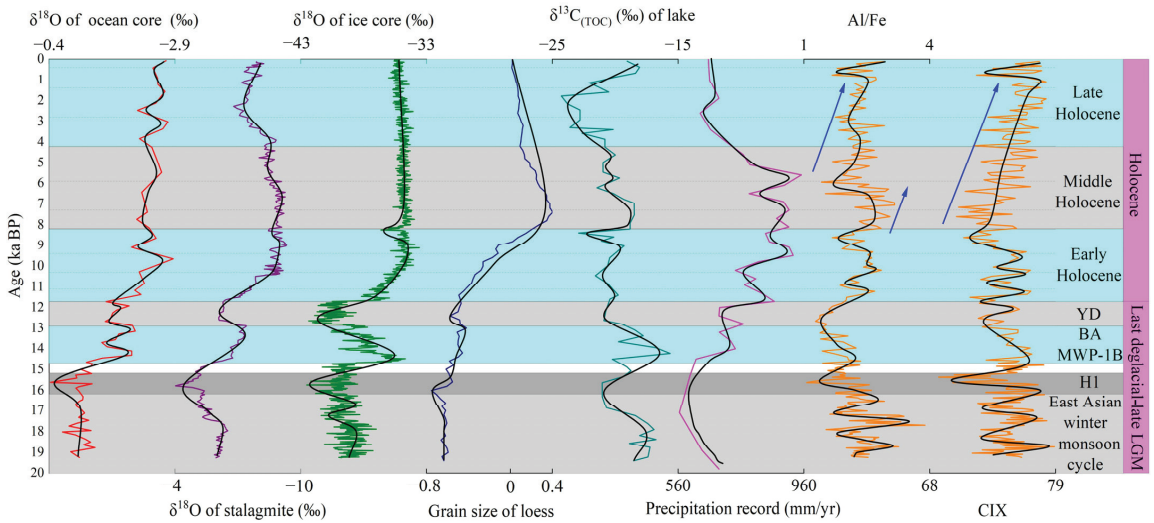 δ¹⁸O of ocean core (‰)
δ¹⁸O of ice core (‰)
δ¹³C(TOC) (‰) of lake
Al/Fe
−0.4
−2.9
−43
−33
−25
−15
1
4
Age (ka BP)
0
1
2
3
4
5
6
7
8
9
10
11
12
13
14
15
16
17
18
19
20
Late
Holocene
Middle
Holocene
Early
Holocene
YD
BA
MWP-1B
H1
East Asian
winter
monsoon
cycle
Holocene
Last deglacial-late LGM
−4
−10
0.8
0
0.4
560
960
68
79
δ¹⁸O of stalagmite (‰)
Grain size of loess
Precipitation record (mm/yr)
CIX